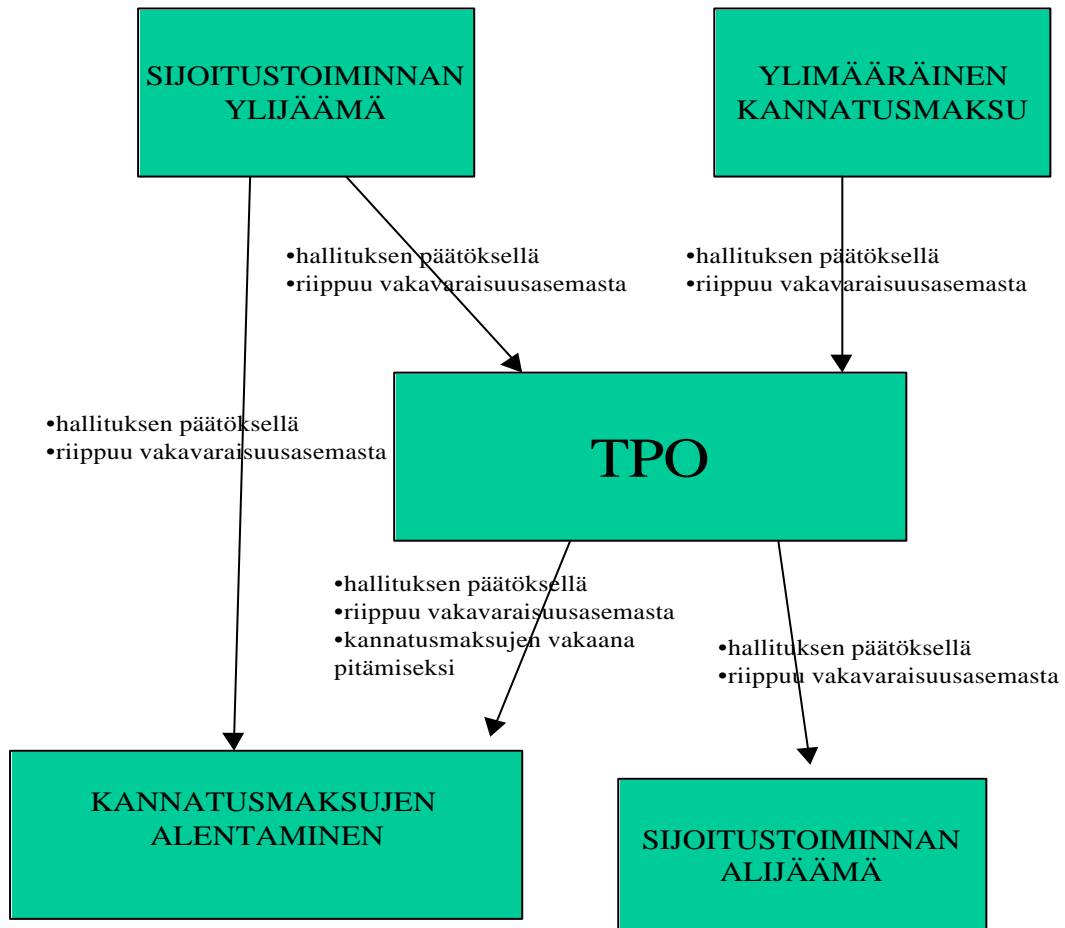 SIJOITUSTOIMINNAN
YLIJÄÄMÄ
YLIMÄÄRÄINEN
KANNATUSMAKSU
•hallituksen päätöksellä
•riippuu vakavaraisuusasemasta
•hallituksen päätöksellä
•riippuu vakavaraisuusasemasta
•hallituksen päätöksellä
•riippuu vakavaraisuusasemasta
TPO
•hallituksen päätöksellä
•riippuu vakavaraisuusasemasta
•kannatusmaksujen vakaana
pitämiseksi
•hallituksen päätöksellä
•riippuu vakavaraisuusasemasta
KANNATUSMAKSUJEN
ALENTAMINEN
SIJOITUSTOIMINNAN
ALIJÄÄMÄ